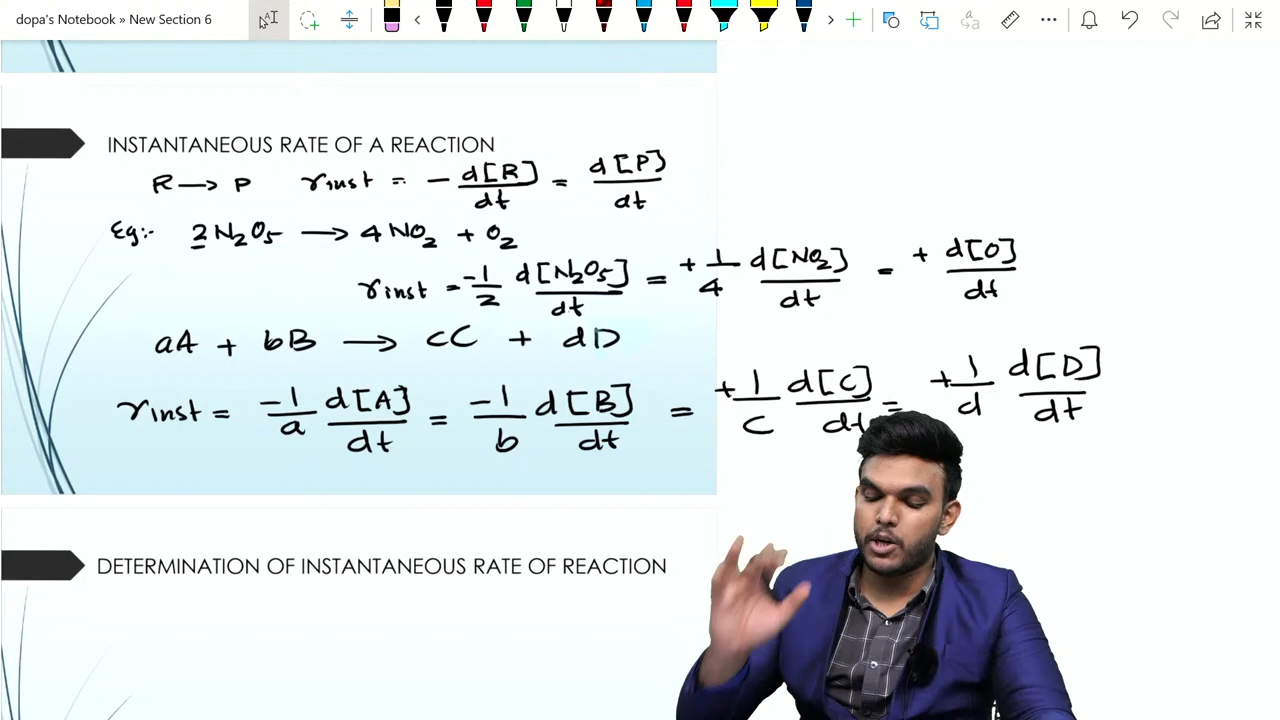 dopa's Notebook » New Section 6
INSTANTANEOUS RATE OF A REACTION
R → P rinst = - d[R]/dt = d[P]/dt
Eg:- 2N₂O₅ → 4NO₂ + O₂
rinst = -1/2 d[N₂O₅]/dt = +1/4 d[NO₂]/dt = + d[O]/dt
aA + bB → cC + dD
rinst = -1/a d[A]/dt = -1/b d[B]/dt = +1/c d[C]/dt = +1/d d[D]/dt
DETERMINATION OF INSTANTANEOUS RATE OF REACTION